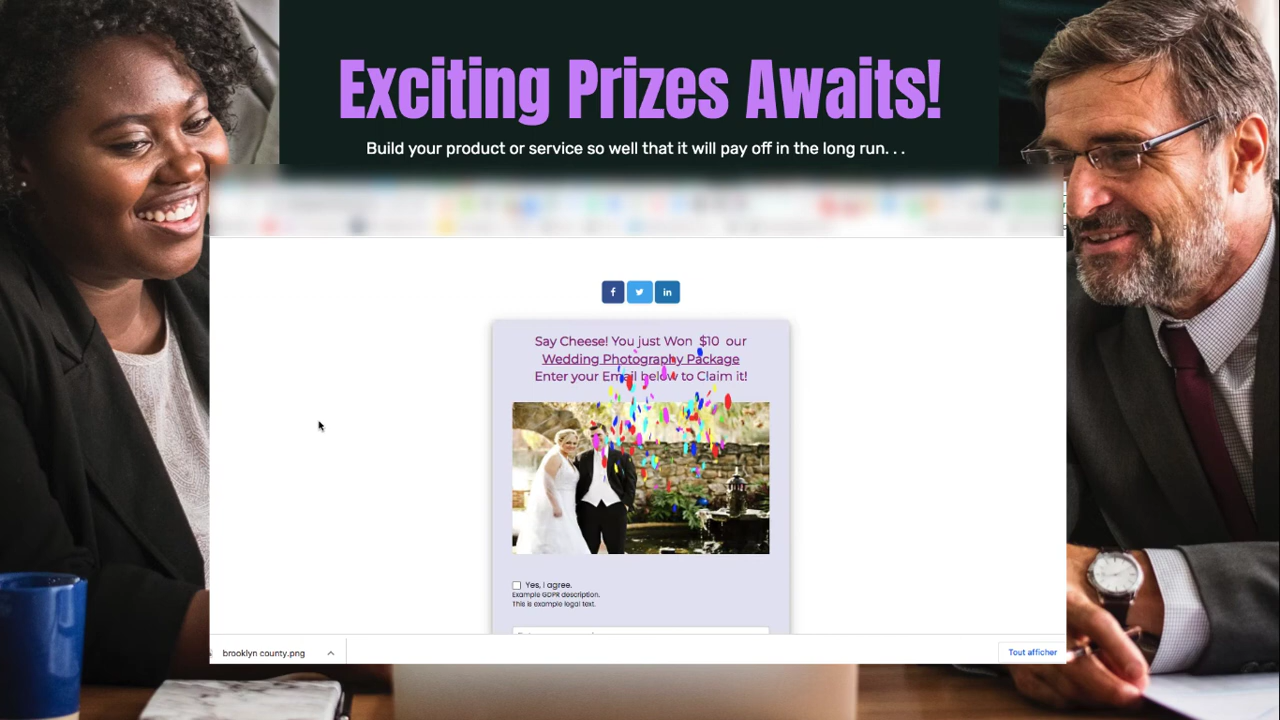 Exciting Prizes Awaits!
Build your product or service so well that it will pay off in the long run. . .
f in
Say Cheese! You just Won $10 our
Wedding Photography Package
Enter your Email below to Claim it!
Yes, I agree.
Example GDPR description.
This is example legal text.
brooklyn county.png
Tout afficher